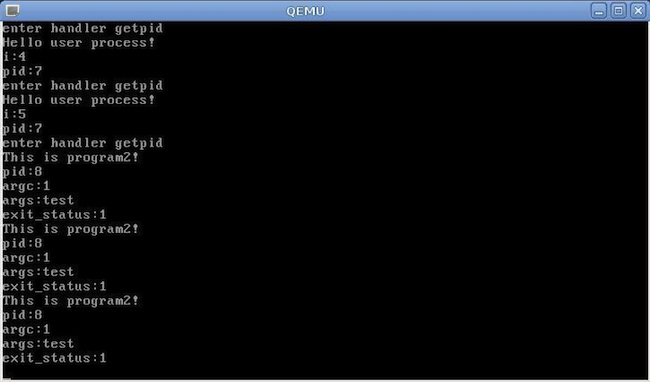 QEMU
enter handler getpid
Hello user process!
i:4
pid:7
enter handler getpid
Hello user process!
i:5
pid:7
enter handler getpid
This is program2!
pid:8
argc:1
args:test
exit_status:1
This is program2!
pid:8
argc:1
args:test
exit_status:1
This is program2!
pid:8
argc:1
args:test
exit_status:1